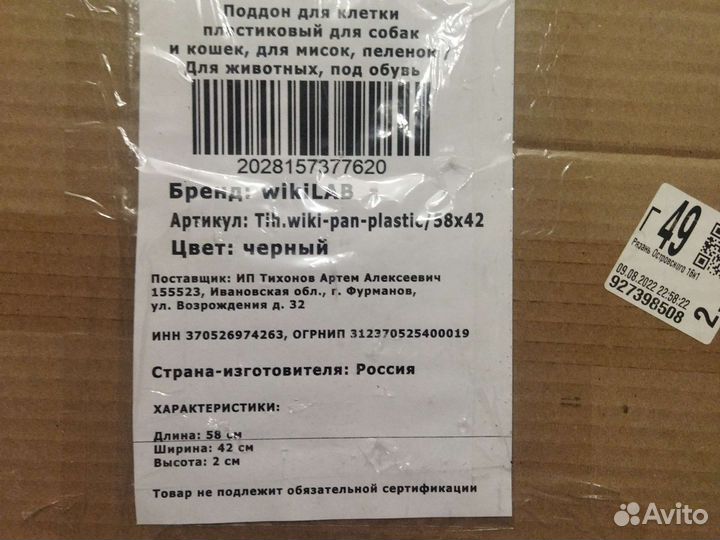 Поддон для клетки
пластиковый для собак
и кошек, для мисок, пеленок /
Для животных, под обувь
2028157377620
Бренд: wikiLAB
Артикул: Tih.wiki-pan-plastic/58x42
Цвет: черный
Поставщик: ИП Тихонов Артем Алексеевич
155523, Ивановская обл., г. Фурманов,
ул. Возрождения д. 32
ИНН 370526974263, ОГРНИП 312370525400019
Страна-изготовителя: Россия
ХАРАКТЕРИСТИКИ:
Длина: 58 см
Ширина: 42 см
Высота: 2 см
Товар не подлежит обязательной сертификации
Г 49
Рязань Островского 16к1
09.08.2022 22:58:22
927398508
2.
Avito